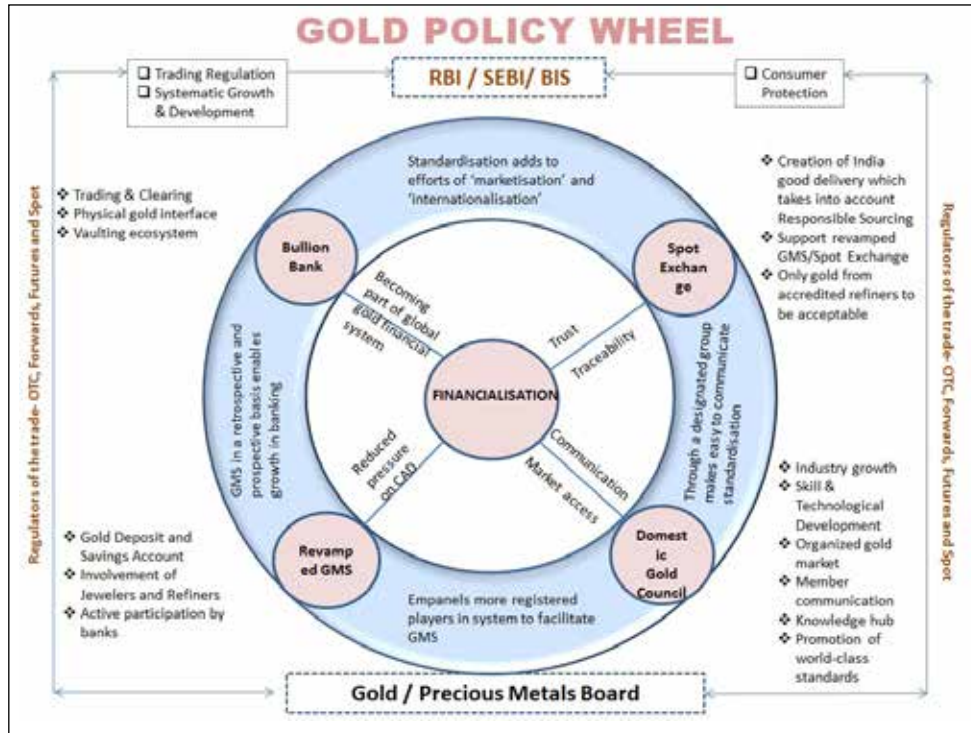 GOLD POLICY WHEEL
❑ Trading Regulation
❑ Systematic Growth
& Development
RBI / SEBI/ BIS
❑ Consumer
Protection
Regulators of the trade- OTC, Forwards, Futures and Spot
❖ Trading & Clearing
❖ Physical gold interface
❖ Vaulting ecosystem
Standardisation adds to
efforts of 'marketisation' and
'internationalisation'
❖ Creation of India
good delivery which
takes into account
Responsible Sourcing
❖ Support revamped
GMS/Spot Exchange
❖ Only gold from
accredited refiners to
be acceptable
Regulators of the trade- OTC, Forwards, Futures and Spot
Bullion
Bank
Spot
Exchan
ge
Becoming
part of global
gold financial
system
Trust
Traceability
GMS in a retrospective and
prospective basis enables
growth in banking
FINANCIALISATION
Through a designated group
makes easy to communicate
standardisation
Reduced
pressure
on CAD
Communication
Market access
❖ Gold Deposit and
Savings Account
❖ Involvement of
Jewelers and Refiners
❖ Active participation by
banks
Revamp
ed GMS
Domest
ic
Gold
Council
❖ Industry growth
❖ Skill &
Technological
Development
❖ Organized gold
market
❖ Member
communication
❖ Knowledge hub
❖ Promotion of
world-class
standards
Empanels more registered
players in system to facilitate
GMS
Gold / Precious Metals Board